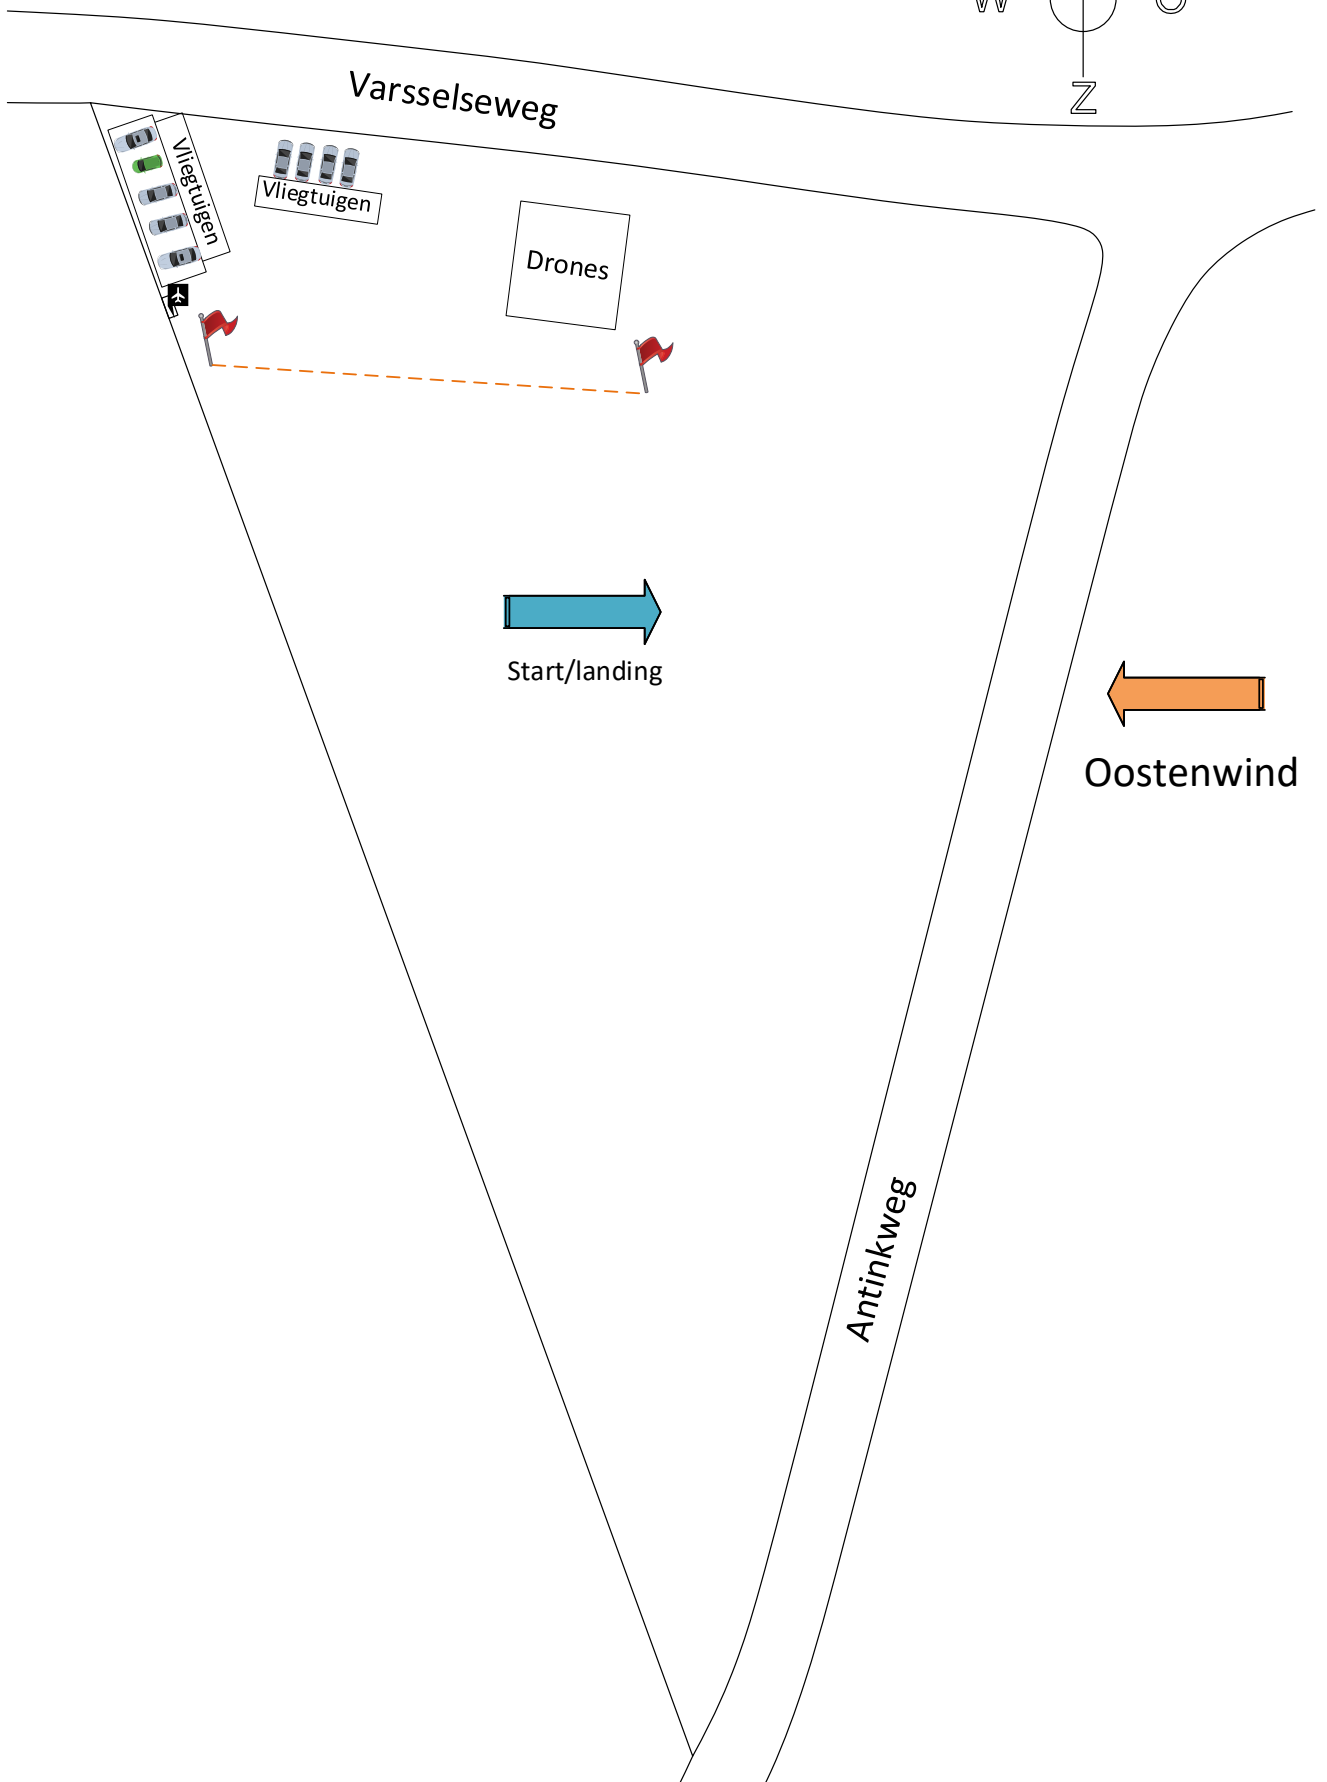 W O
Z
Varsselseweg
Vliegtuigen
Vliegtuigen
Drones
Start/landing
Oostenwind
Antinkweg